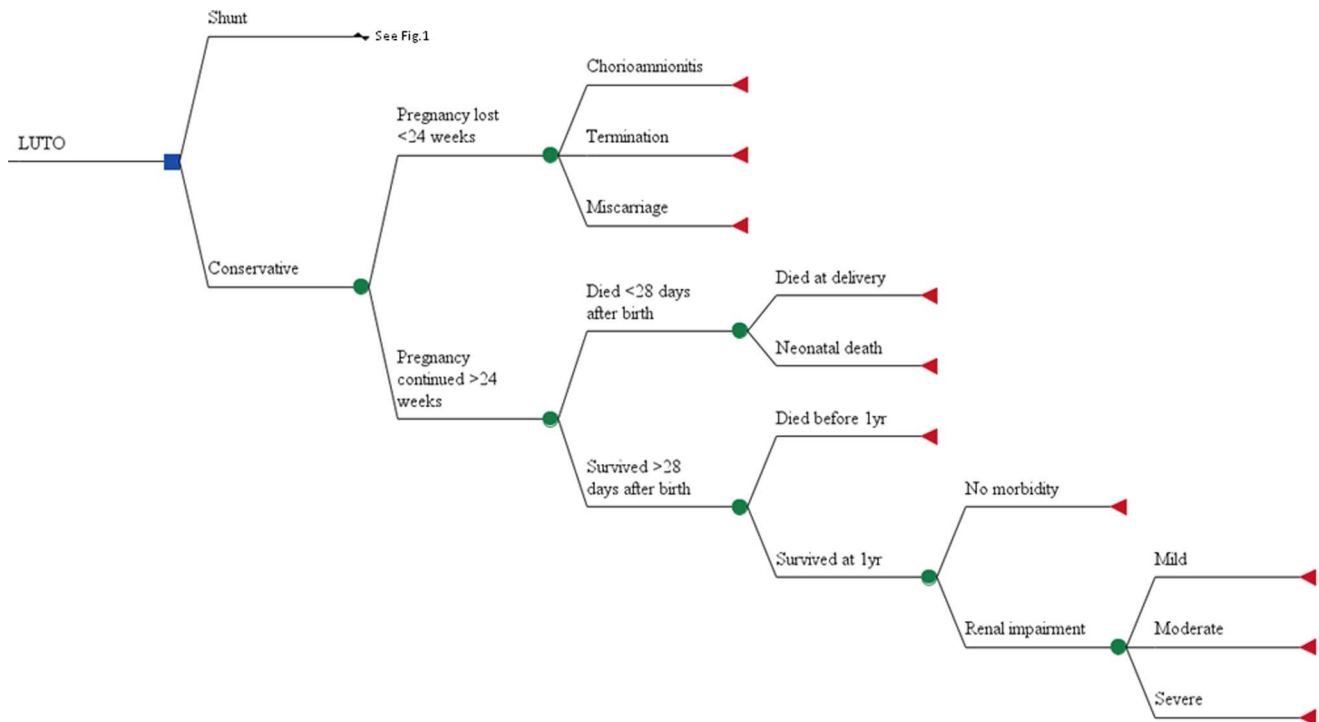 Shunt
See Fig.1
LUTO
Conservative
Pregnancy lost
<24 weeks
Chorioamnionitis
Termination
Miscarriage
Pregnancy
continued >24
weeks
Died <28 days
after birth
Died at delivery
Neonatal death
Survived >28
days after birth
Died before 1yr
Survived at 1yr
No morbidity
Renal impairment
Mild
Moderate
Severe